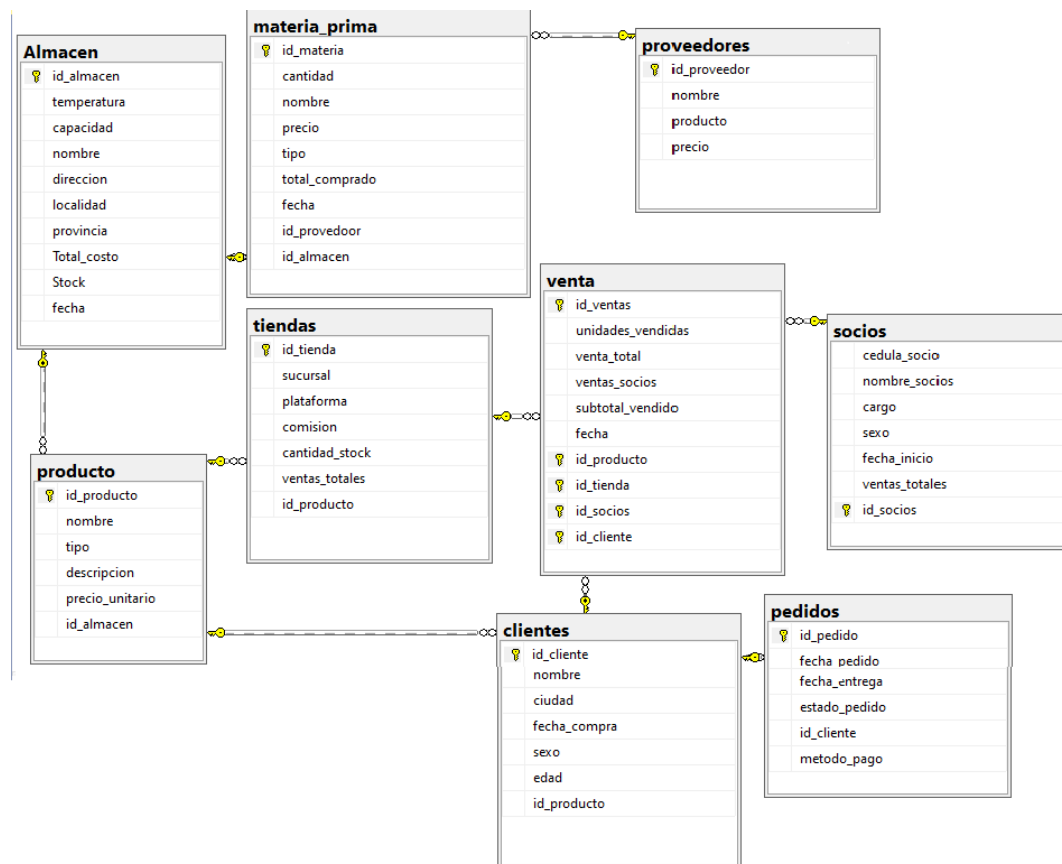 Almacen
id_almacen
temperatura
capacidad
nombre
direccion
localidad
provincia
Total_costo
Stock
fecha
materia_prima
id_materia
cantidad
nombre
precio
tipo
total_comprado
fecha
id_provedoor
id_almacen
proveedores
id_proveedor
nombre
producto
precio
tiendas
id_tienda
sucursal
plataforma
comision
cantidad_stock
ventas_totales
id_producto
venta
id_ventas
unidades_vendidas
venta_total
ventas_socios
subtotal_vendido
fecha
id_producto
id_tienda
id_socios
id_cliente
socios
cedula_socio
nombre_socios
cargo
sexo
fecha_inicio
ventas_totales
id_socios
producto
id_producto
nombre
tipo
descripcion
precio_unitario
id_almacen
clientes
id_cliente
nombre
ciudad
fecha_compra
sexo
edad
id_producto
pedidos
id_pedido
fecha_pedido
fecha_entrega
estado_pedido
id_cliente
metodo_pago